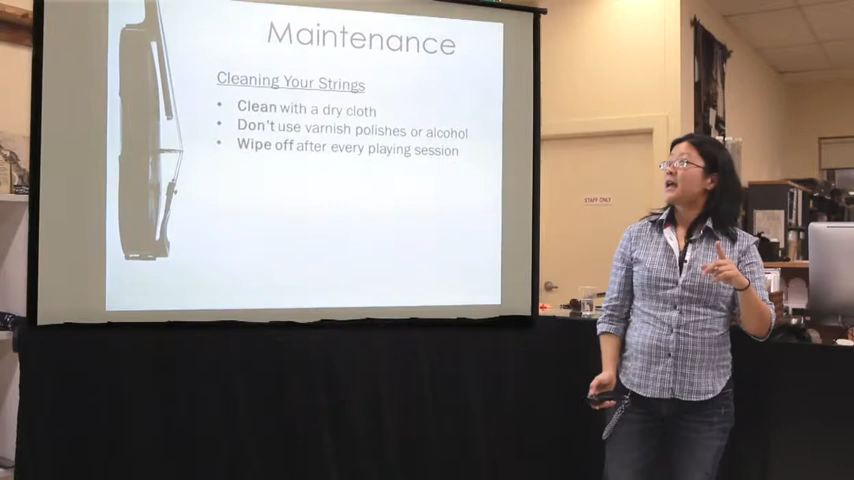 Maintenance
Cleaning Your Strings
• Clean with a dry cloth
• Don't use varnish polishes or alcohol
• Wipe off after every playing session
STAFF ONLY